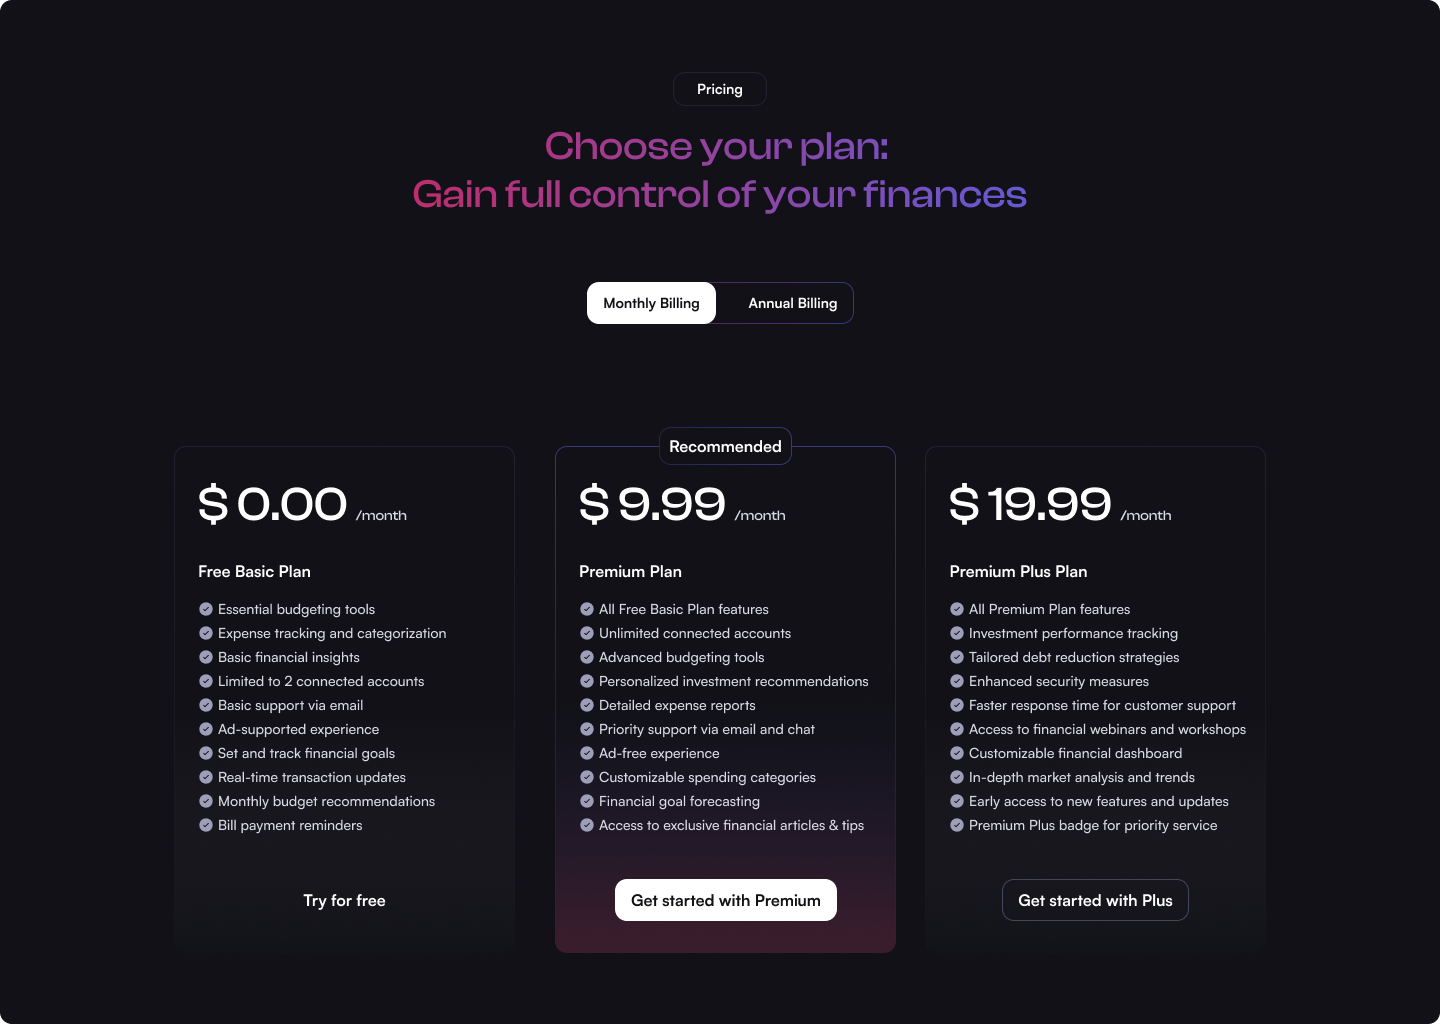 Pricing
Choose your plan:
Gain full control of your finances
Monthly Billing
Annual Billing
$ 0.00 /month
Free Basic Plan
Essential budgeting tools
Expense tracking and categorization
Basic financial insights
Limited to 2 connected accounts
Basic support via email
Ad-supported experience
Set and track financial goals
Real-time transaction updates
Monthly budget recommendations
Bill payment reminders
Try for free
Recommended
$ 9.99 /month
Premium Plan
All Free Basic Plan features
Unlimited connected accounts
Advanced budgeting tools
Personalized investment recommendations
Detailed expense reports
Priority support via email and chat
Ad-free experience
Customizable spending categories
Financial goal forecasting
Access to exclusive financial articles & tips
Get started with Premium
$ 19.99 /month
Premium Plus Plan
All Premium Plan features
Investment performance tracking
Tailored debt reduction strategies
Enhanced security measures
Faster response time for customer support
Access to financial webinars and workshops
Customizable financial dashboard
In-depth market analysis and trends
Early access to new features and updates
Premium Plus badge for priority service
Get started with Plus